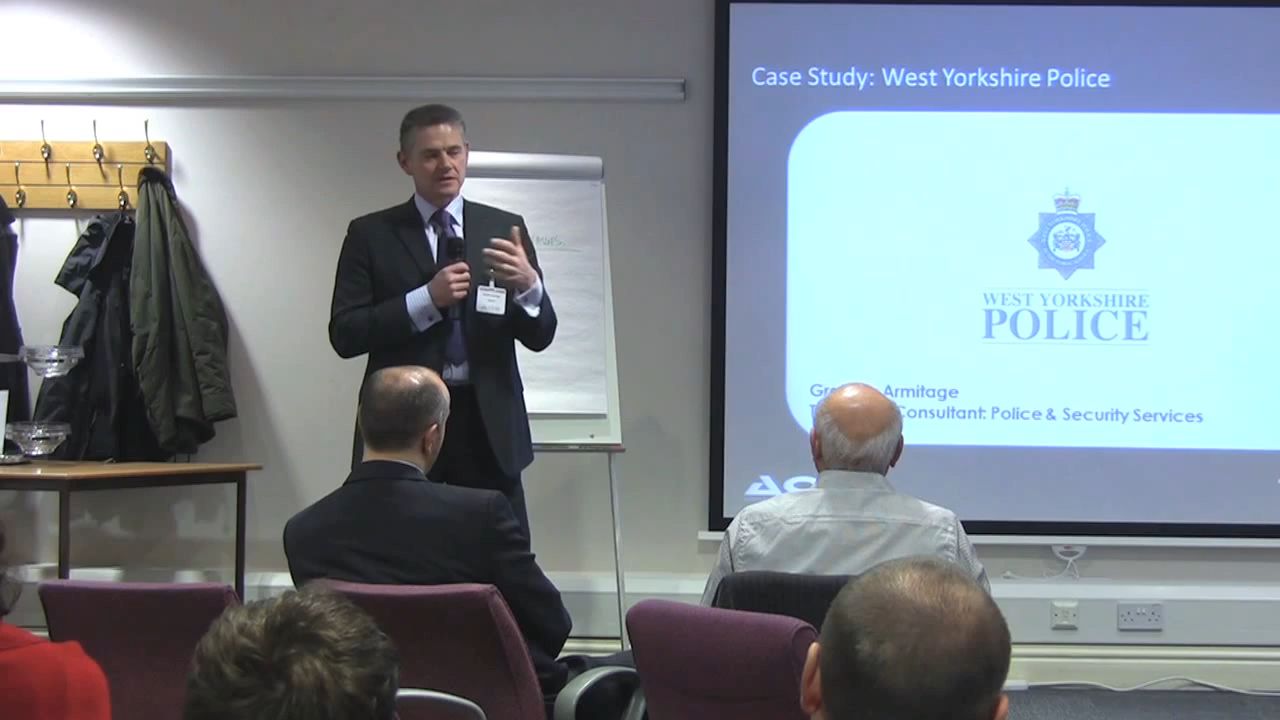 Case Study: West Yorkshire Police
WEST YORKSHIRE
POLICE
Armitage
Consultant: Police & Security Services